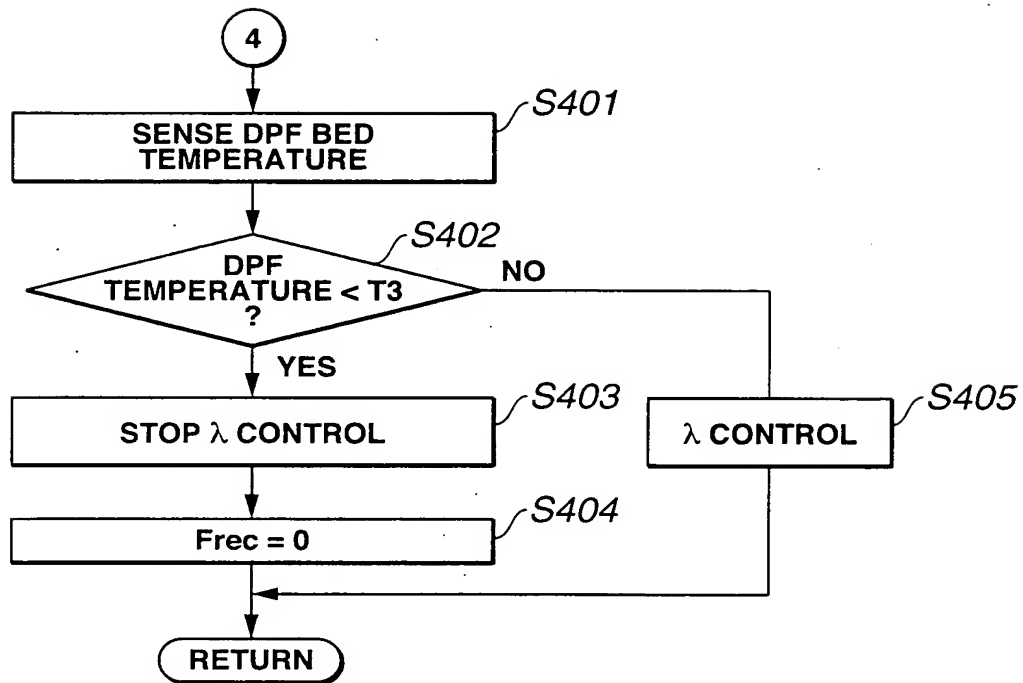 4
S401
SENSE DPF BED
TEMPERATURE
S402
DPF
TEMPERATURE < T3
?
NO
YES
S403
STOP λ CONTROL
S405
λ CONTROL
S404
Frec = 0
RETURN